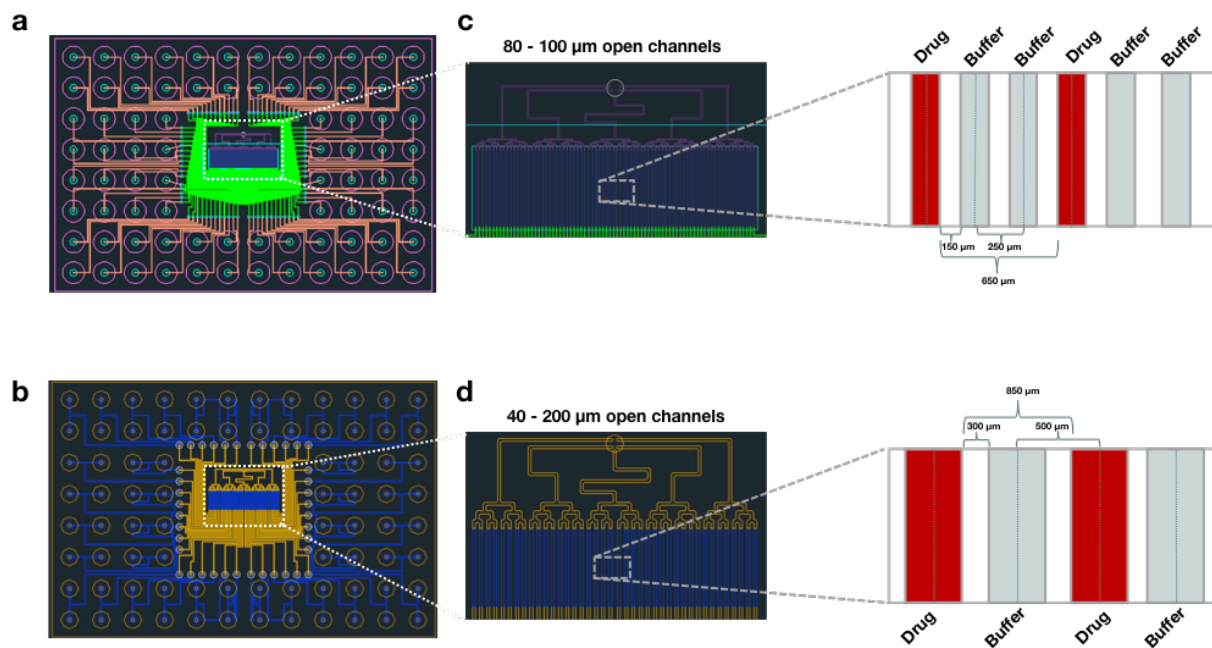 a
c
80 - 100 µm open channels
Drug
Buffer
Buffer
Drug
Buffer
Buffer
150 µm
250 µm
650 µm
b
d
40 - 200 µm open channels
850 µm
300 µm
500 µm
Drug
Buffer
Drug
Buffer